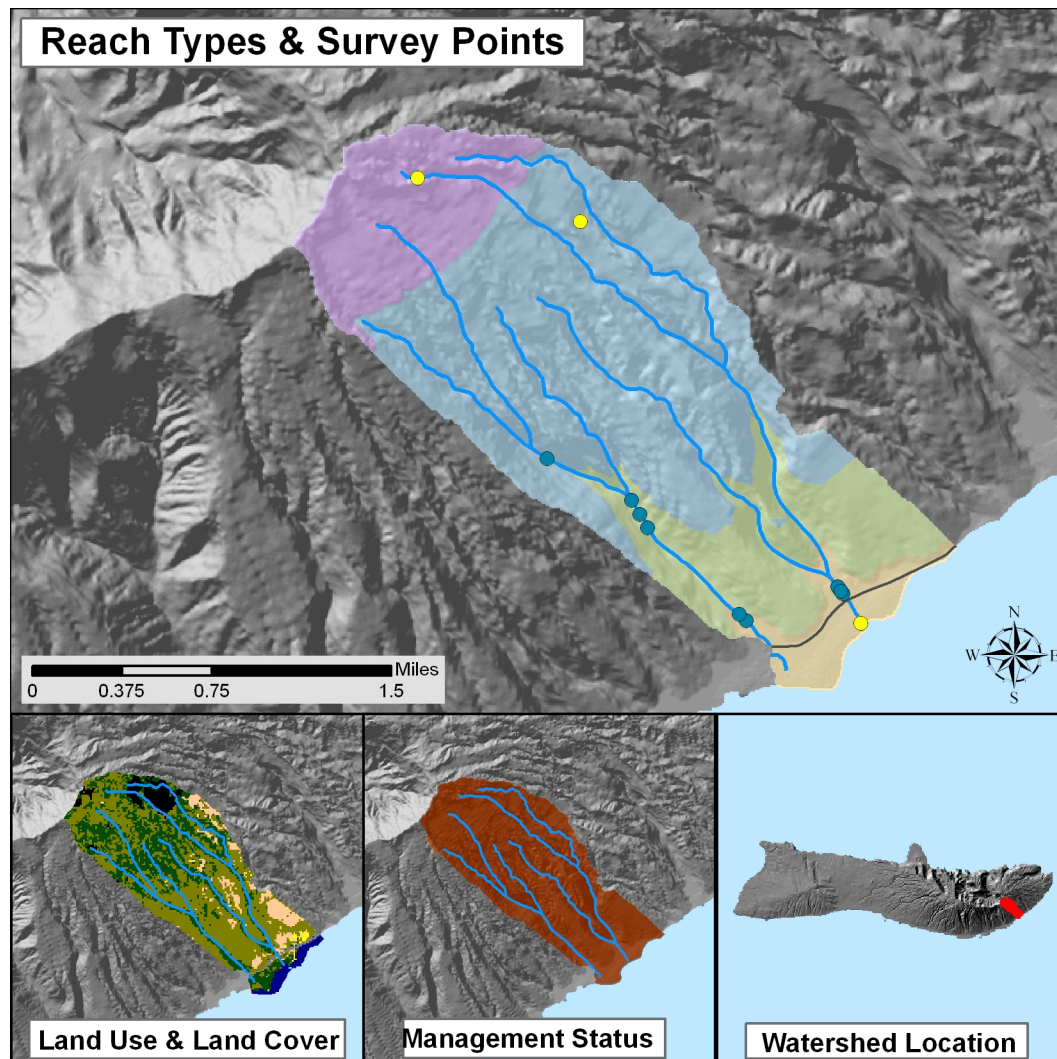 Reach Types & Survey Points
N
W E
S
Miles
0 0.375 0.75 1.5
Land Use & Land Cover
Management Status
Watershed Location